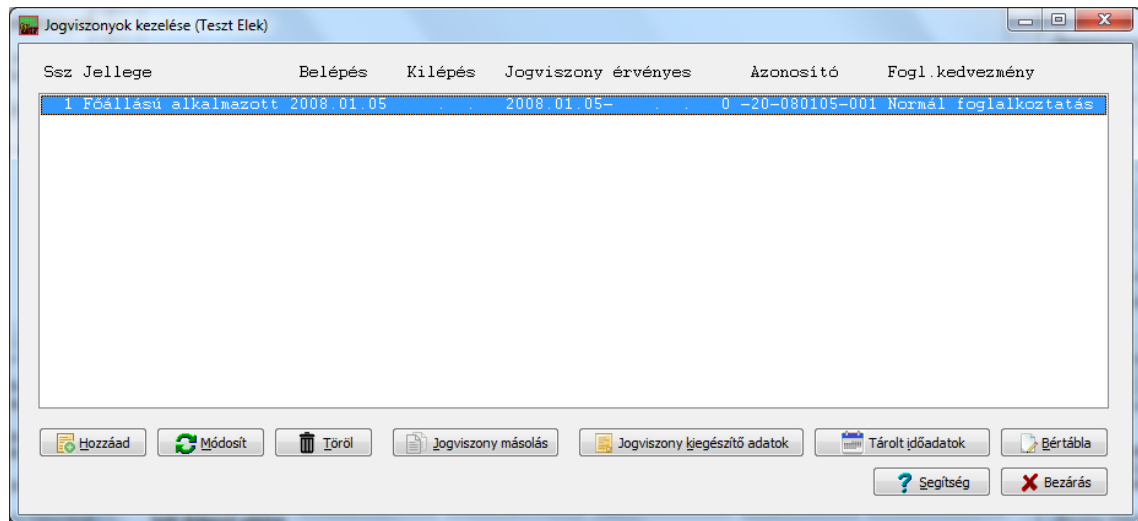 Jogviszonyok kezelése (Teszt Elek)
Ssz Jellege Belépés Kilépés Jogviszony érvényes Azonosító Fogl.kedvezmény
1 Főállású alkalmazott 2008.01.05 . . 2008.01.05- . . 0 -20-080105-001 Normál foglalkoztatás
Hozzáad Módosít Töröl Jogviszony másolás Jogviszony kiegészítő adatok Tárolt időadatok Bértábla
Segítség Bezárás